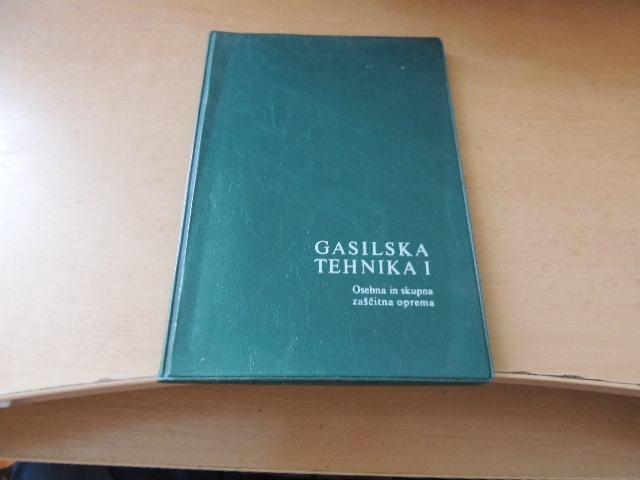 GASILSKA
TEHNIKA I
Osebna in skupna
zaščitna oprema